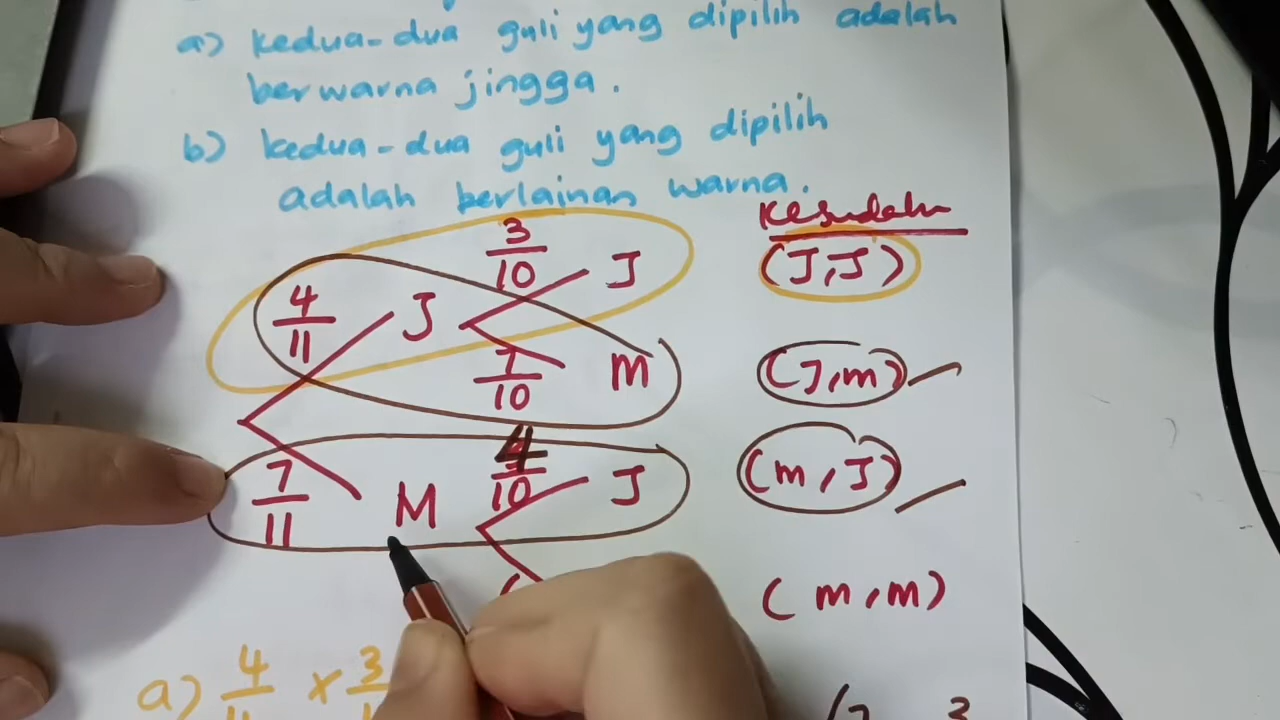 a) kedua-dua guli yang dipilih adalah
berwarna jingga.
b) kedua-dua guli yang dipilih
adalah berlainan warna.
Kesudahan
3/10 J (J,J)
4/11 J
7/10 M (J,M)
4/10 J (M,J)
7/11 M
(M,M)
a) 4 × 3